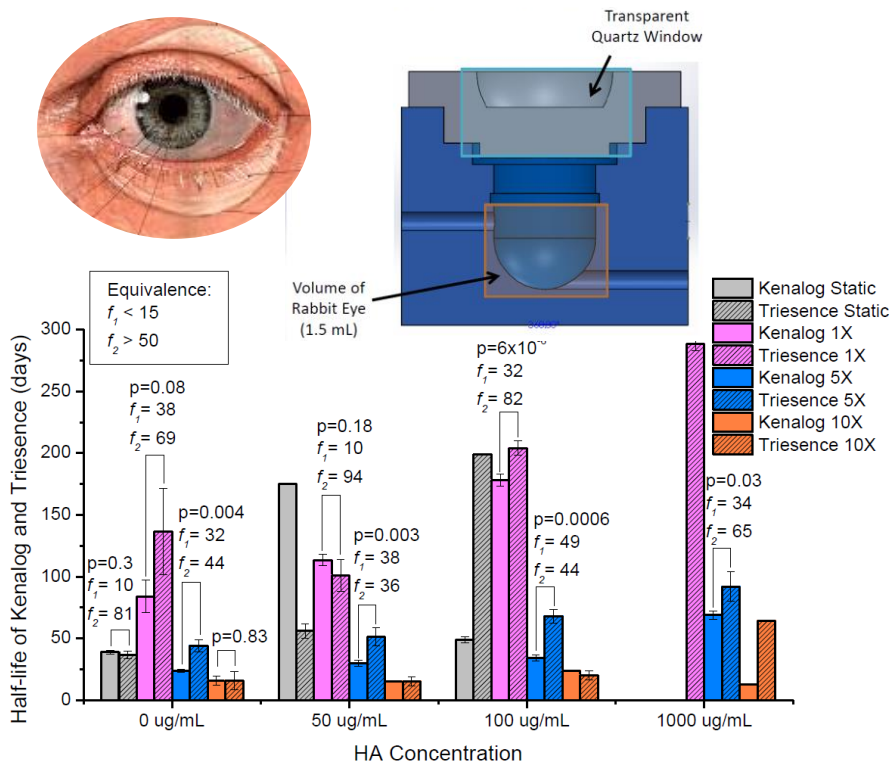 Transparent
Quartz Window
Volume of
Rabbit Eye
(1.5 mL)
Equivalence:
f₁ < 15
f₂ > 50
Kenalog Static
Triesence Static
Kenalog 1X
Triesence 1X
Kenalog 5X
Triesence 5X
Kenalog 10X
Triesence 10X
Half-life of Kenalog and Triesence (days)
300
250
200
150
100
50
0
p=0.3
f₁= 10
f₂= 81
p=0.08
f₁= 38
f₂= 69
p=0.004
f₁= 32
f₂= 44
p=0.83
p=0.18
f₁= 10
f₂= 94
p=0.003
f₁= 38
f₂= 36
p=6x10
f₁= 32
f₂= 82
p=0.0006
f₁= 49
f₂= 44
p=0.03
f₁= 34
f₂= 65
0 ug/mL
50 ug/mL
100 ug/mL
1000 ug/mL
HA Concentration